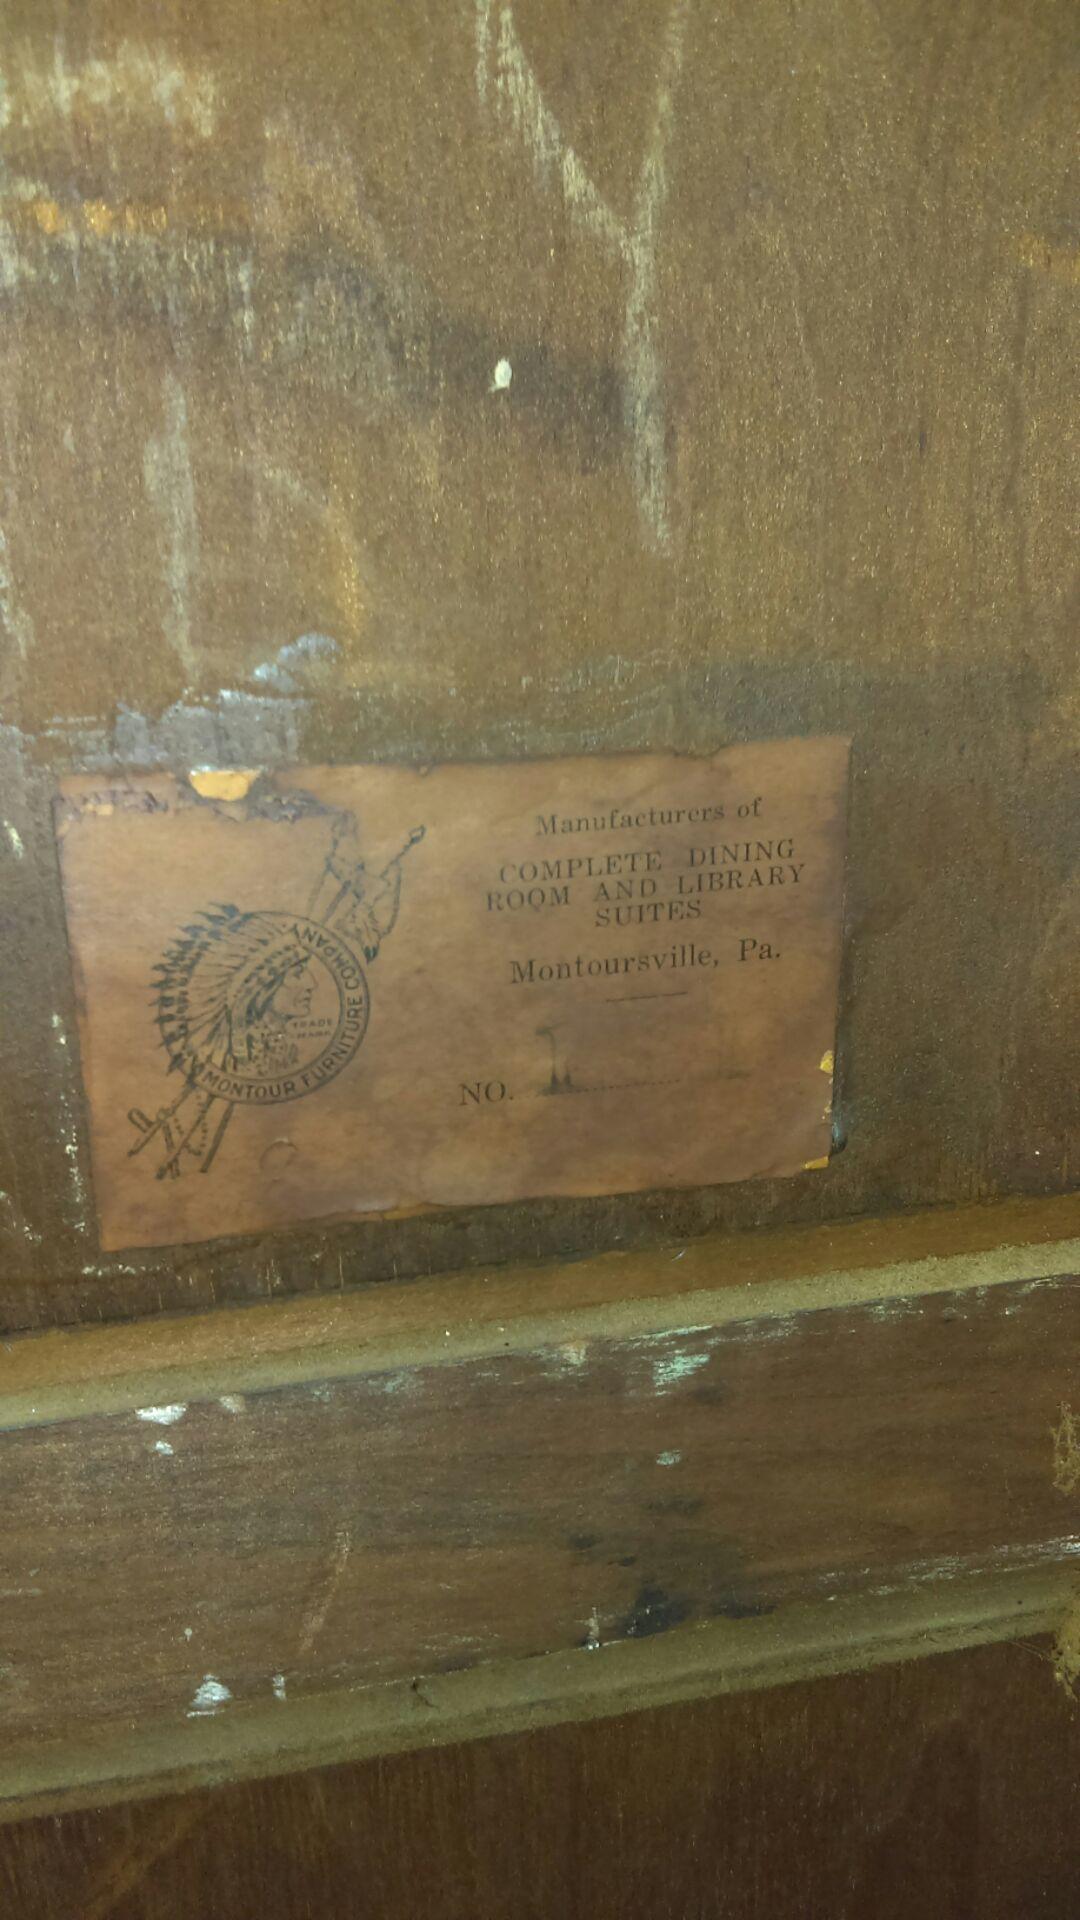 MONTOUR FURNITURE COMPANY
TRADE
MARK
Manufacturers of
COMPLETE DINING
ROOM AND LIBRARY
SUITES
Montoursville, Pa.
NO.